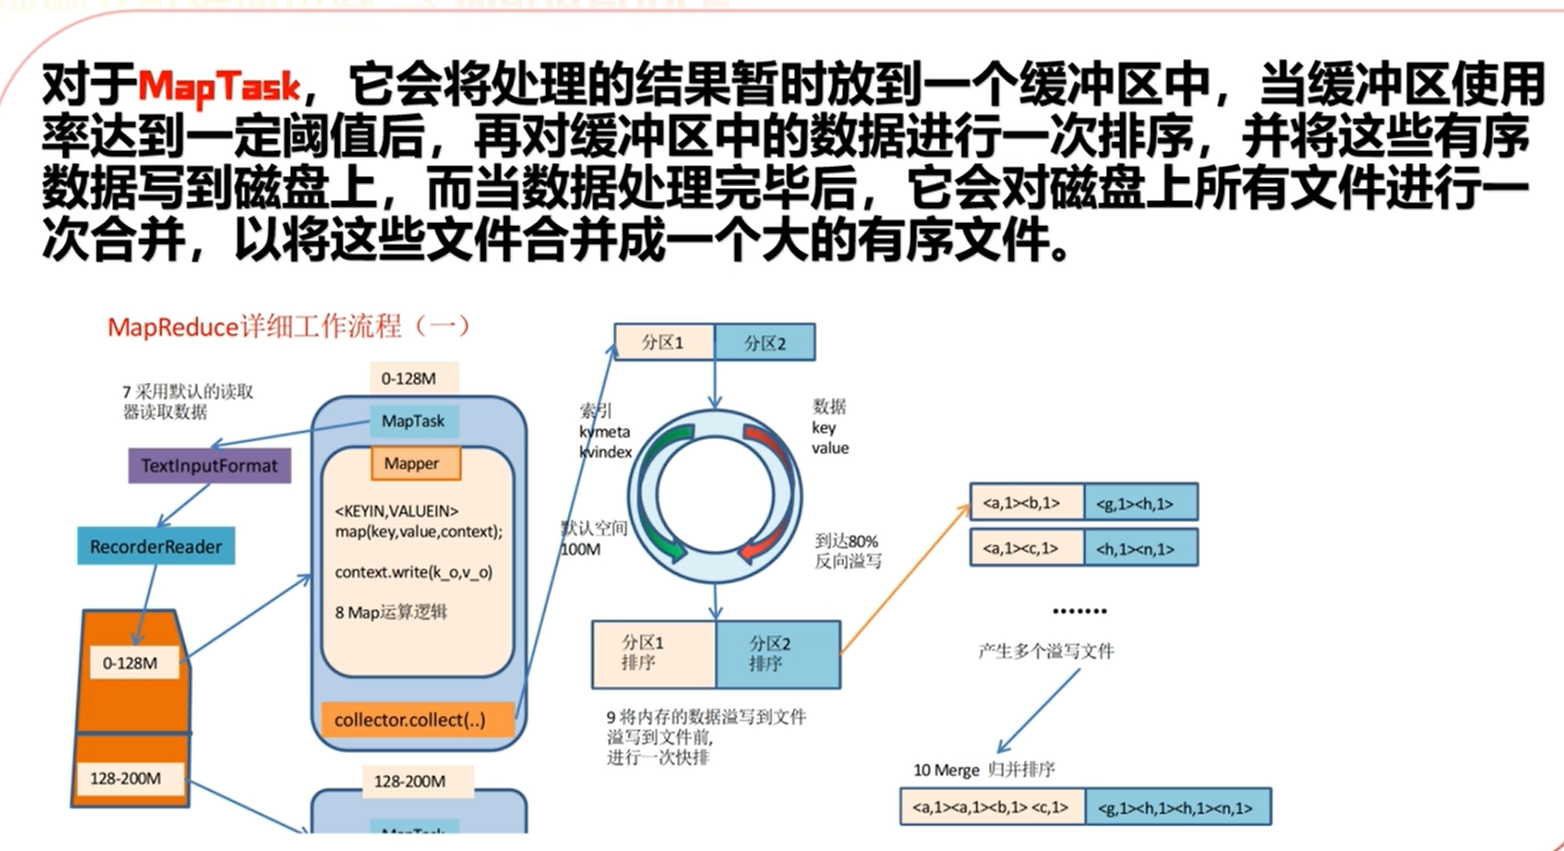 对于MapTask，它会将处理的结果暂时放到一个缓冲区中，当缓冲区使用
率达到一定阈值后，再对缓冲区中的数据进行一次排序，并将这些有序
数据写到磁盘上，而当数据处理完毕后，它会对磁盘上所有文件进行一
次合并，以将这些文件合并成一个大的有序文件。
MapReduce详细工作流程（一）
7 采用默认的读取
器读取数据
TextInputFormat
RecorderReader
0-128M
128-200M
0-128M
MapTask
Mapper
<KEYIN,VALUEIN>
map(key,value,context);
context.write(k_o,v_o)
8 Map运算逻辑
collector.collect(..)
128-200M
MapTask
分区1
分区2
索引
kvmeta
kvindex
数据
key
value
默认空间
100M
到达80%
反向溢写
分区1
排序
分区2
排序
9 将内存的数据溢写到文件
溢写到文件前,
进行一次快排
<a,1><b,1>
<g,1><h,1>
<a,1><c,1>
<h,1><n,1>
.......
产生多个溢写文件
10 Merge 归并排序
<a,1><a,1><b,1> <c,1>
<g,1><h,1><h,1><n,1>